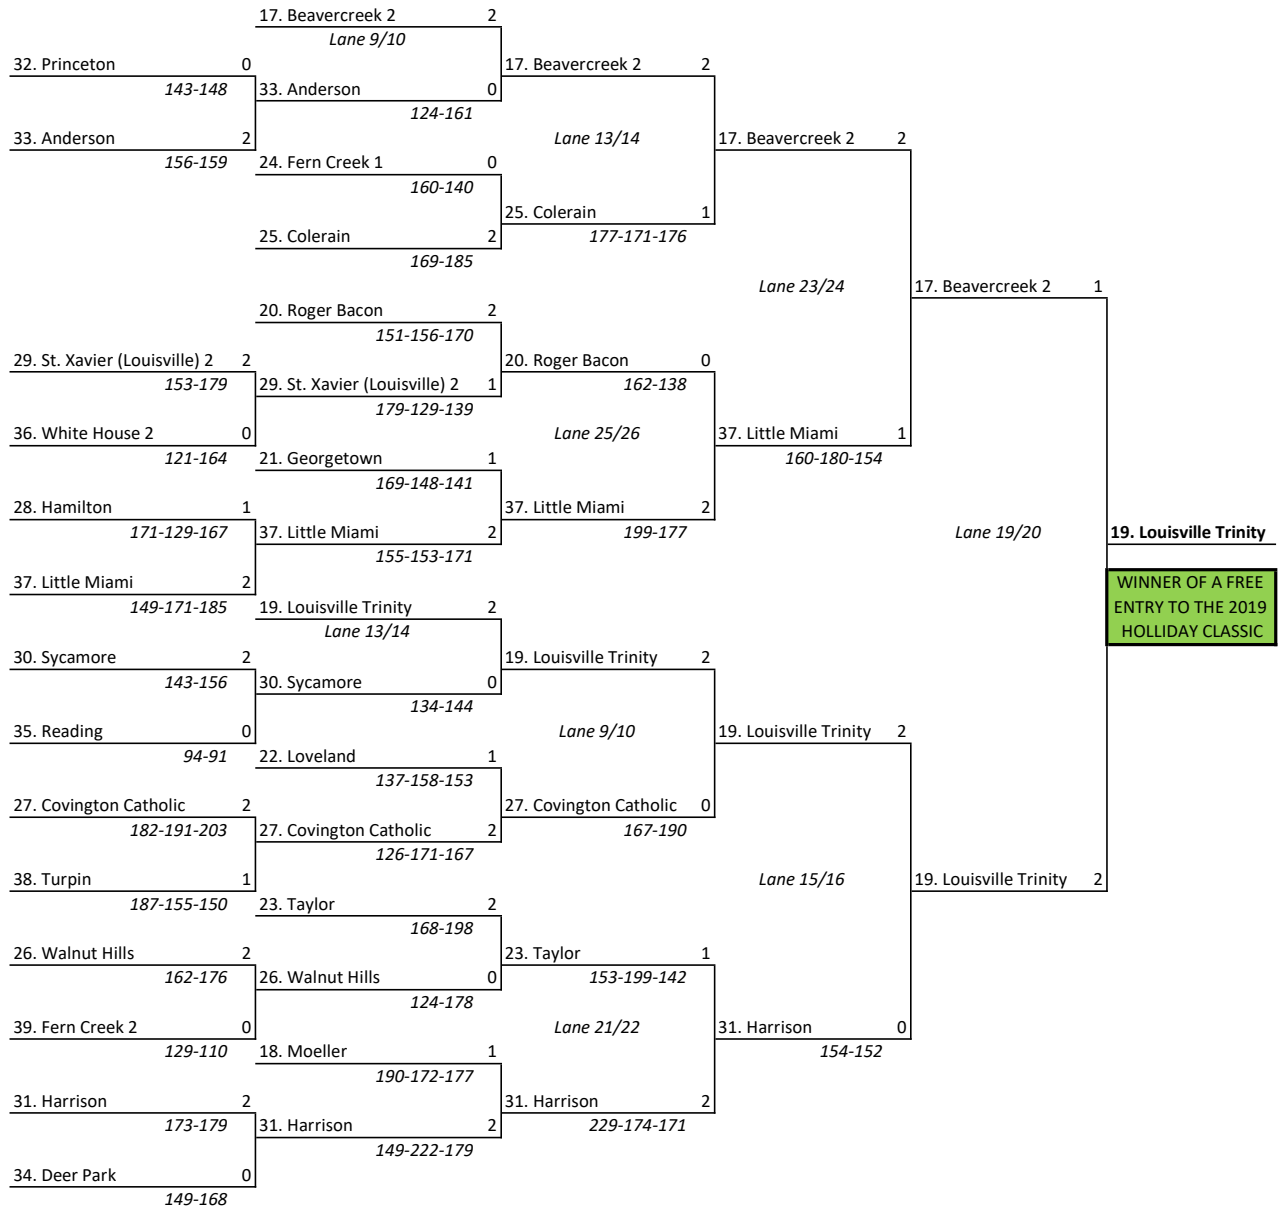 17. Beavercreek 2 2
Lane 9/10
32. Princeton 0
17. Beavercreek 2 2
143-148
33. Anderson 0
124-161
33. Anderson 2
Lane 13/14
17. Beavercreek 2 2
156-159
24. Fern Creek 1 0
160-140
25. Colerain 1
25. Colerain 2
177-171-176
169-185
Lane 23/24
17. Beavercreek 2 1
20. Roger Bacon 2
151-156-170
29. St. Xavier (Louisville) 2 2
20. Roger Bacon 0
153-179
29. St. Xavier (Louisville) 2 1
162-138
179-129-139
36. White House 2 0
Lane 25/26
37. Little Miami 1
121-164
21. Georgetown 1
160-180-154
169-148-141
28. Hamilton 1
37. Little Miami 2
171-129-167
37. Little Miami 2
199-177
Lane 19/20
19. Louisville Trinity
155-153-171
37. Little Miami 2
WINNER OF A FREE
ENTRY TO THE 2019
HOLLIDAY CLASSIC
149-171-185
19. Louisville Trinity 2
Lane 13/14
30. Sycamore 2
19. Louisville Trinity 2
143-156
30. Sycamore 0
134-144
35. Reading 0
Lane 9/10
19. Louisville Trinity 2
94-91
22. Loveland 1
137-158-153
27. Covington Catholic 2
27. Covington Catholic 0
182-191-203
27. Covington Catholic 2
167-190
126-171-167
38. Turpin 1
Lane 15/16
19. Louisville Trinity 2
187-155-150
23. Taylor 2
168-198
26. Walnut Hills 2
23. Taylor 1
162-176
26. Walnut Hills 0
153-199-142
124-178
39. Fern Creek 2 0
Lane 21/22
31. Harrison 0
129-110
18. Moeller 1
154-152
190-172-177
31. Harrison 2
31. Harrison 2
173-179
31. Harrison 2
229-174-171
149-222-179
34. Deer Park 0
149-168